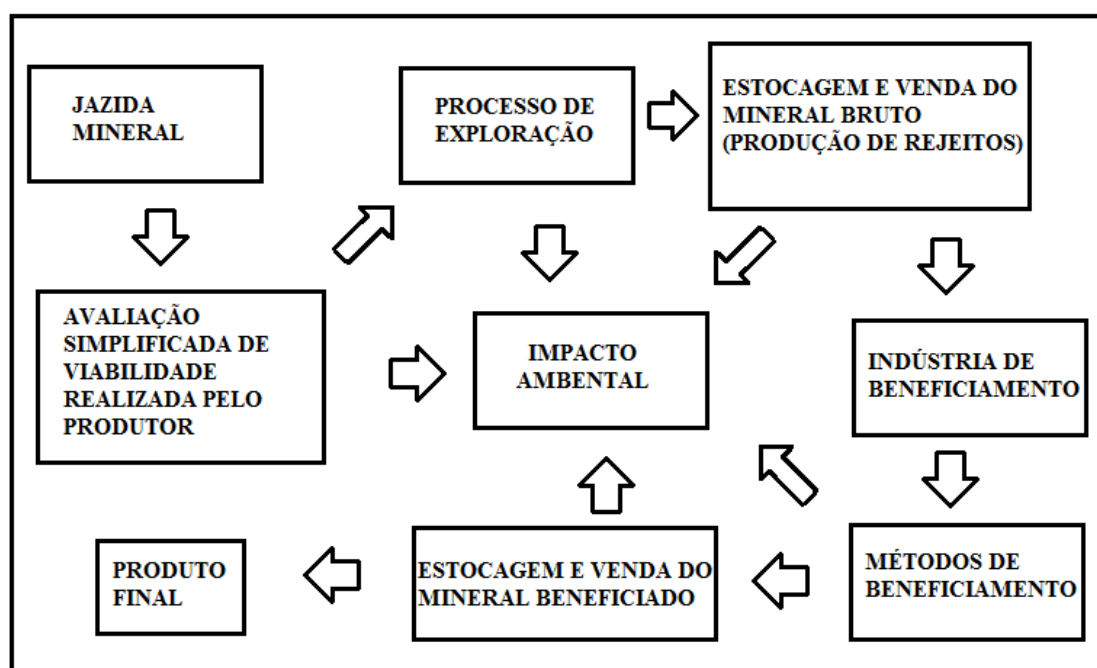 JAZIDA
MINERAL
PROCESSO DE
EXPLORAÇÃO
ESTOCAGEM E VENDA DO
MINERAL BRUTO
(PRODUÇÃO DE REJEITOS)
AVALIAÇÃO
SIMPLIFICADA DE
VIABILIDADE
REALIZADA PELO
PRODUTOR
IMPACTO
AMBENTAL
INDÚSTRIA DE
BENEFICIAMENTO
PRODUTO
FINAL
ESTOCAGEM E VENDA DO
MINERAL BENEFICIADO
MÉTODOS DE
BENEFICIAMENTO